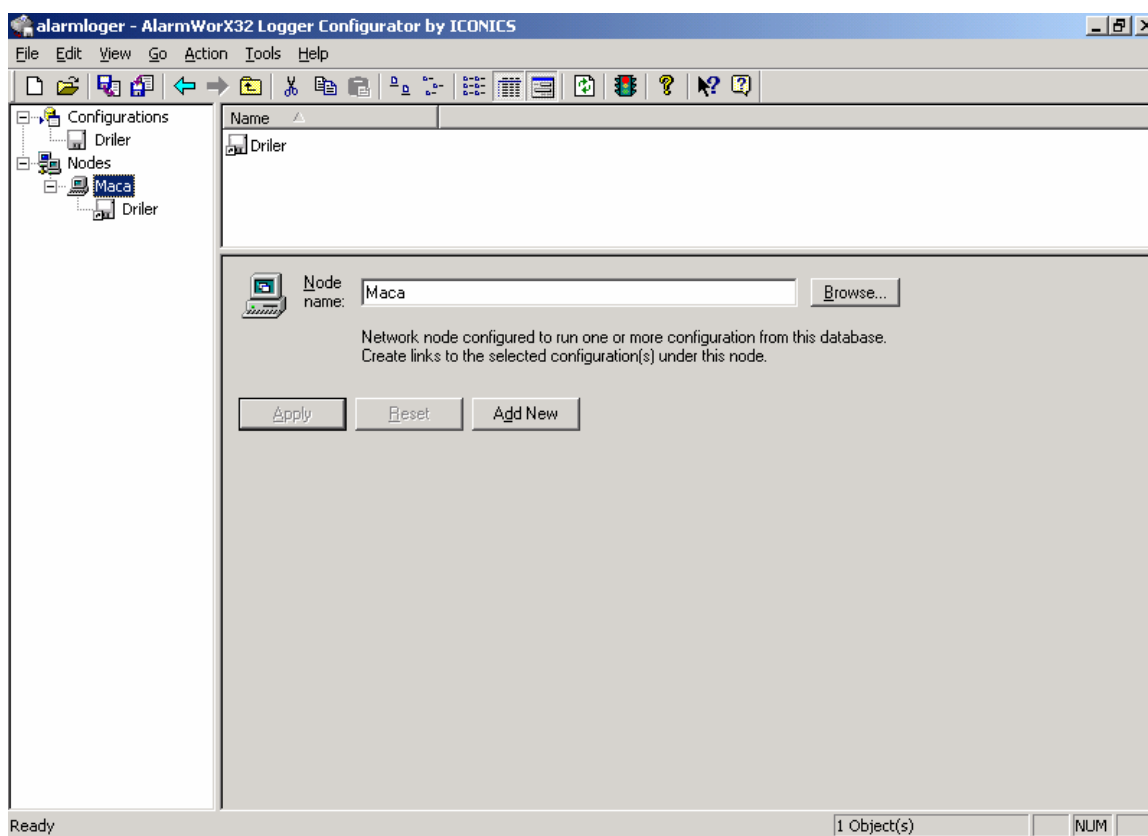 alarmloger - AlarmWorX32 Logger Configurator by ICONICS
File Edit View Go Action Tools Help
Configurations
Driler
Nodes
Maca
Driler
Name
Driler
Node name:
Maca
Browse...
Network node configured to run one or more configuration from this database.
Create links to the selected configuration(s) under this node.
Apply Reset Add New
Ready 1 Object(s) NUM